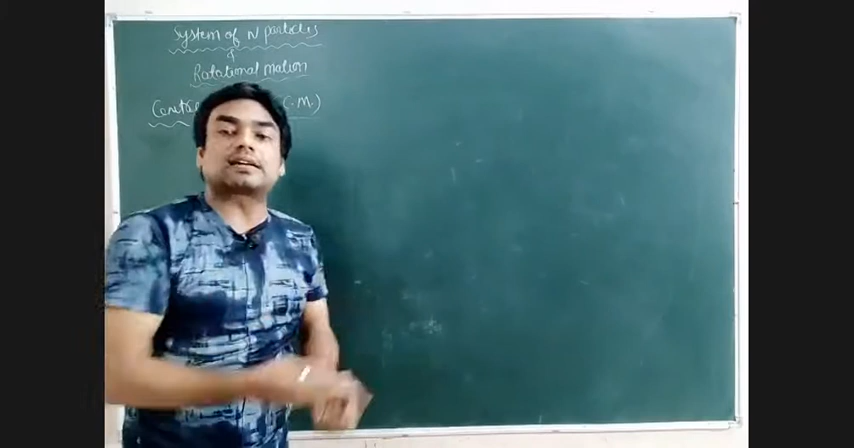 System of N particles
&
Rotational Motion
Centre (C.M.)